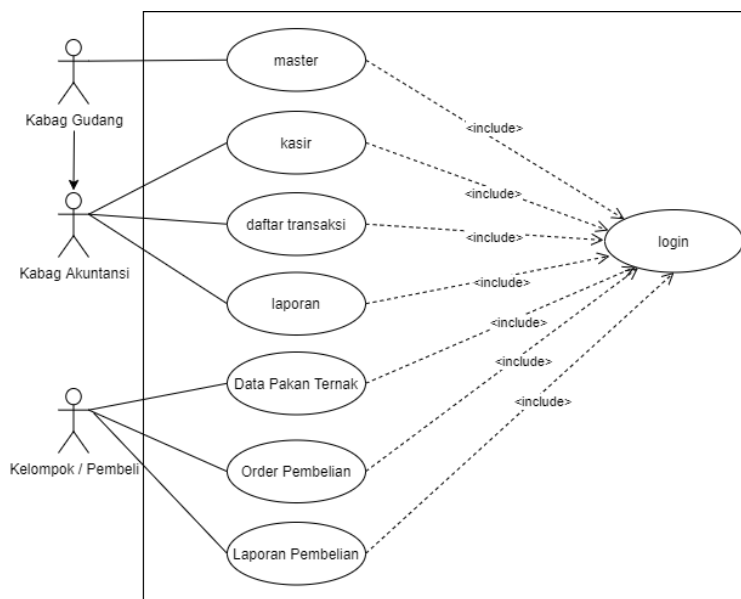 master
<include>
Kabag Gudang
kasir
<include>
daftar transaksi
<include>
login
Kabag Akuntansi
laporan
<include>
Data Pakan Ternak
<include>
<include>
<include>
Kelompok / Pembeli
Order Pembelian
Laporan Pembelian